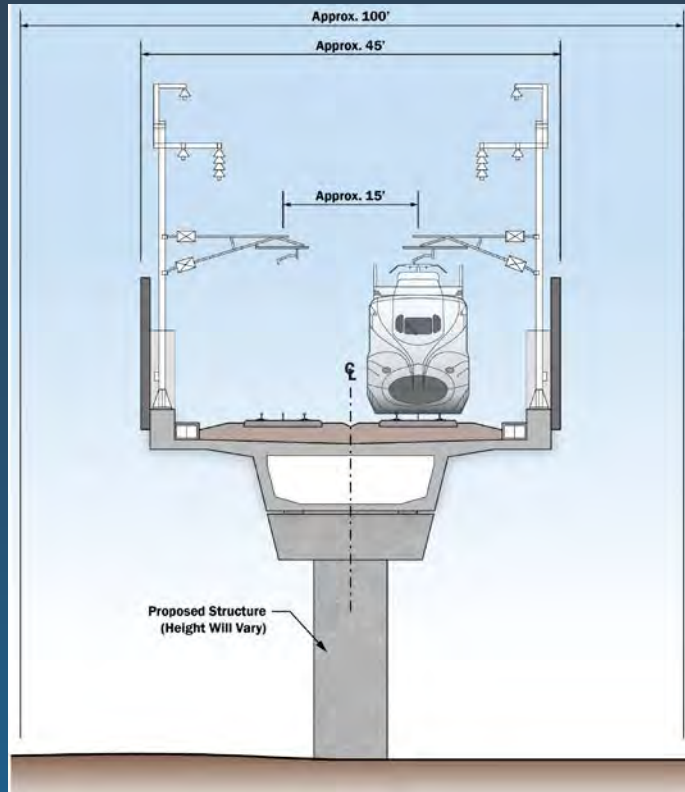 Approx. 100'
Approx. 45'
Approx. 15'
℄
Proposed Structure
(Height Will Vary)